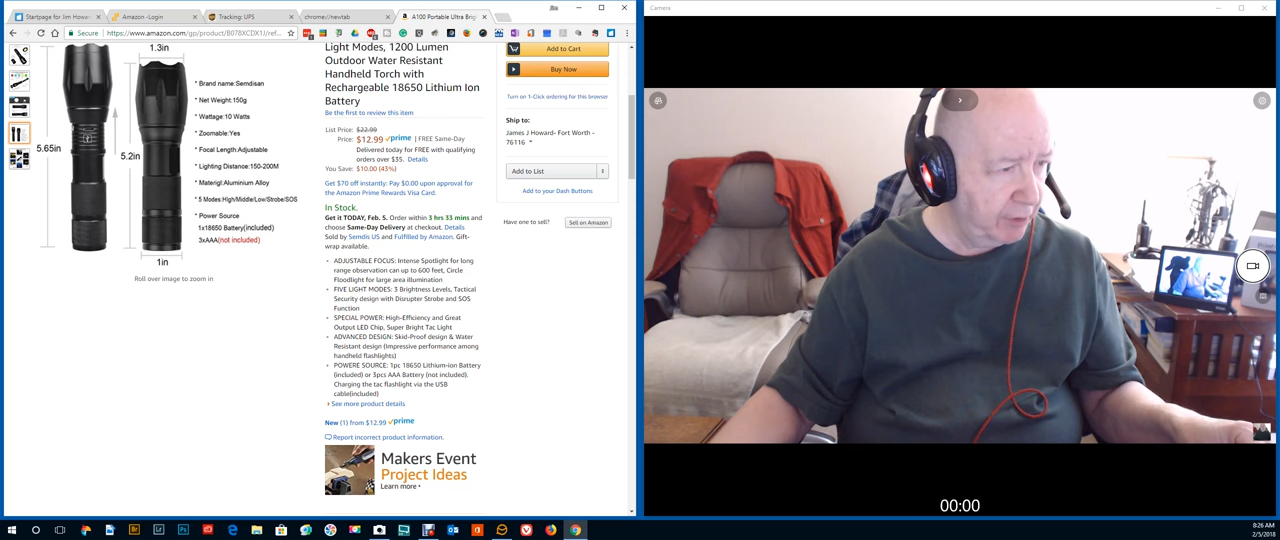 Startpage for Jim Howar
Amazon -Login
Tracking: UPS
chrome://newtab
A100 Portable Ultra Brig
Secure
https://www.amazon.com/gp/product/B078XCDX1J/ref...
1.3in
5.65in
5.2in
1in
* Brand name:Semdisan
* Net Weight:150g
* Wattage:10 Watts
* Zoomable:Yes
* Focal Length:Adjustable
* Lighting Distance:150-200M
* Materigl:Aluminium Alloy
* 5 Modes:High/Middle/Low/Strobe/SOS
* Power Source
1x18650 Battery(included)
3xAAA(not included)
Roll over image to zoom in
Light Modes, 1200 Lumen
Outdoor Water Resistant
Handheld Torch with
Rechargeable 18650 Lithium Ion
Battery
Be the first to review this item
List Price: $22.99
Price: $12.99 prime | FREE Same-Day
Delivered today for FREE with qualifying
orders over $35. Details
You Save: $10.00 (43%)
Get $70 off instantly: Pay $0.00 upon approval for
the Amazon Prime Rewards Visa Card.
In Stock.
Get it TODAY, Feb. 5. Order within 3 hrs 33 mins and
choose Same-Day Delivery at checkout. Details
Sold by Semdis US and Fulfilled by Amazon. Gift-
wrap available.
• ADJUSTABLE FOCUS: Intense Spotlight for long
range observation can up to 600 feet, Circle
Floodlight for large area illumination
• FIVE LIGHT MODES: 3 Brightness Levels, Tactical
Security design with Disrupter Strobe and SOS
Function
• SPECIAL POWER: High-Efficiency and Great
Output LED Chip, Super Bright Tac Light
• ADVANCED DESIGN: Skid-Proof design & Water
Resistant design (Impressive performance among
handheld flashlights)
• POWERE SOURCE: 1pc 18650 Lithium-ion Battery
(included) or 3pcs AAA Battery (not included).
Charging the tac flashlight via the USB
cable(included)
See more product details
New (1) from $12.99 prime
Report incorrect product information.
Makers Event
Project Ideas
Learn more
Add to Cart
Buy Now
Turn on 1-Click ordering for this browser
Ship to:
James J Howard- Fort Worth -
76116
Add to List
Add to your Dash Buttons
Have one to sell?
Sell on Amazon
Camera
00:00
8:26 AM
2/5/2018